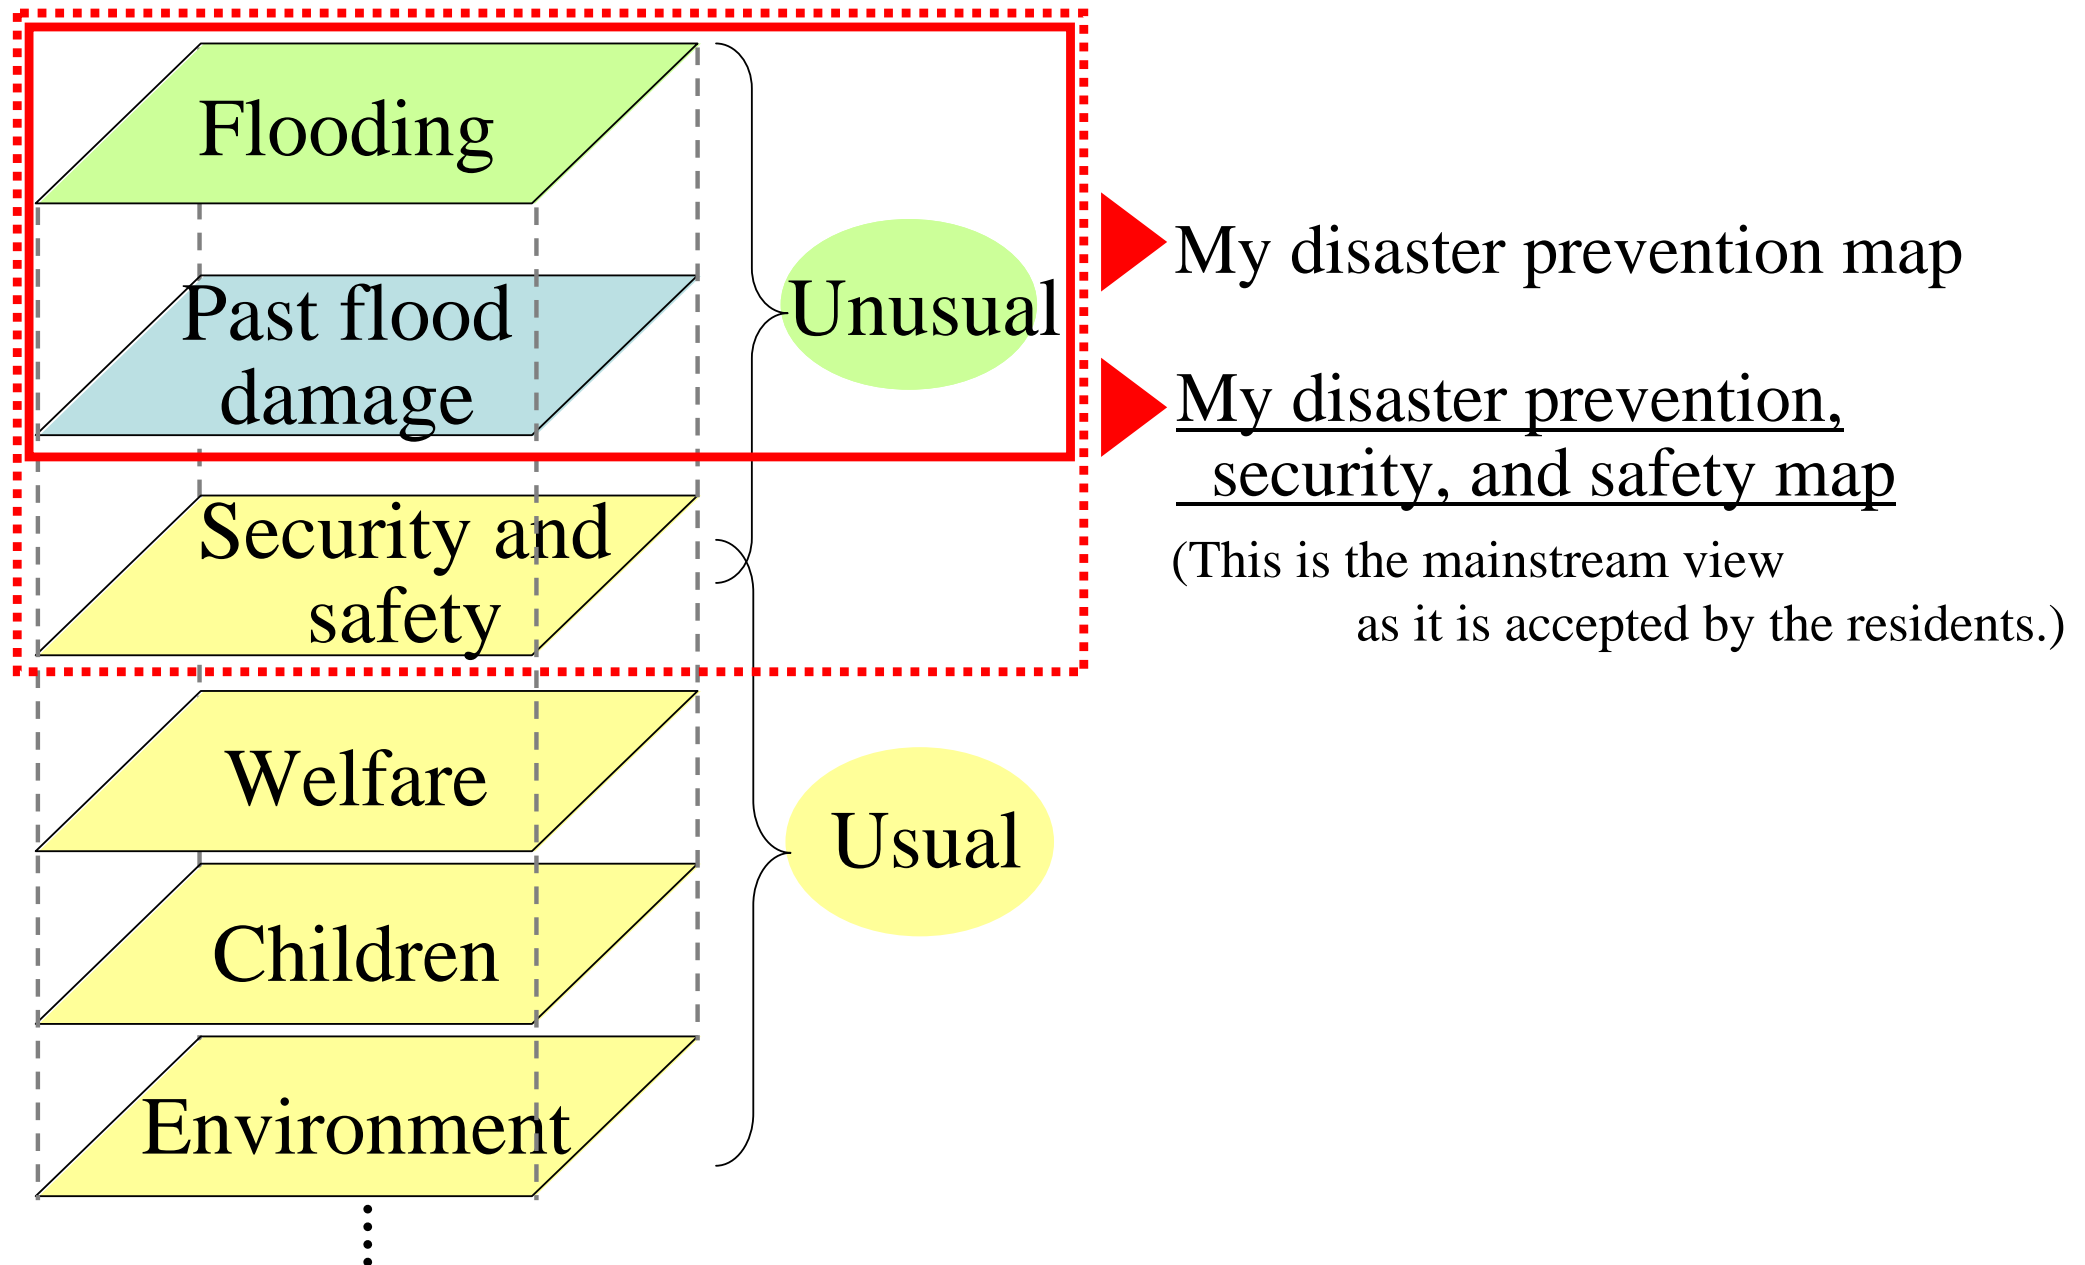 Flooding
Past flood
damage
Security and
safety
Welfare
Children
Environment
Unusual
Usual
My disaster prevention map
My disaster prevention,
security, and safety map
(This is the mainstream view
as it is accepted by the residents.)